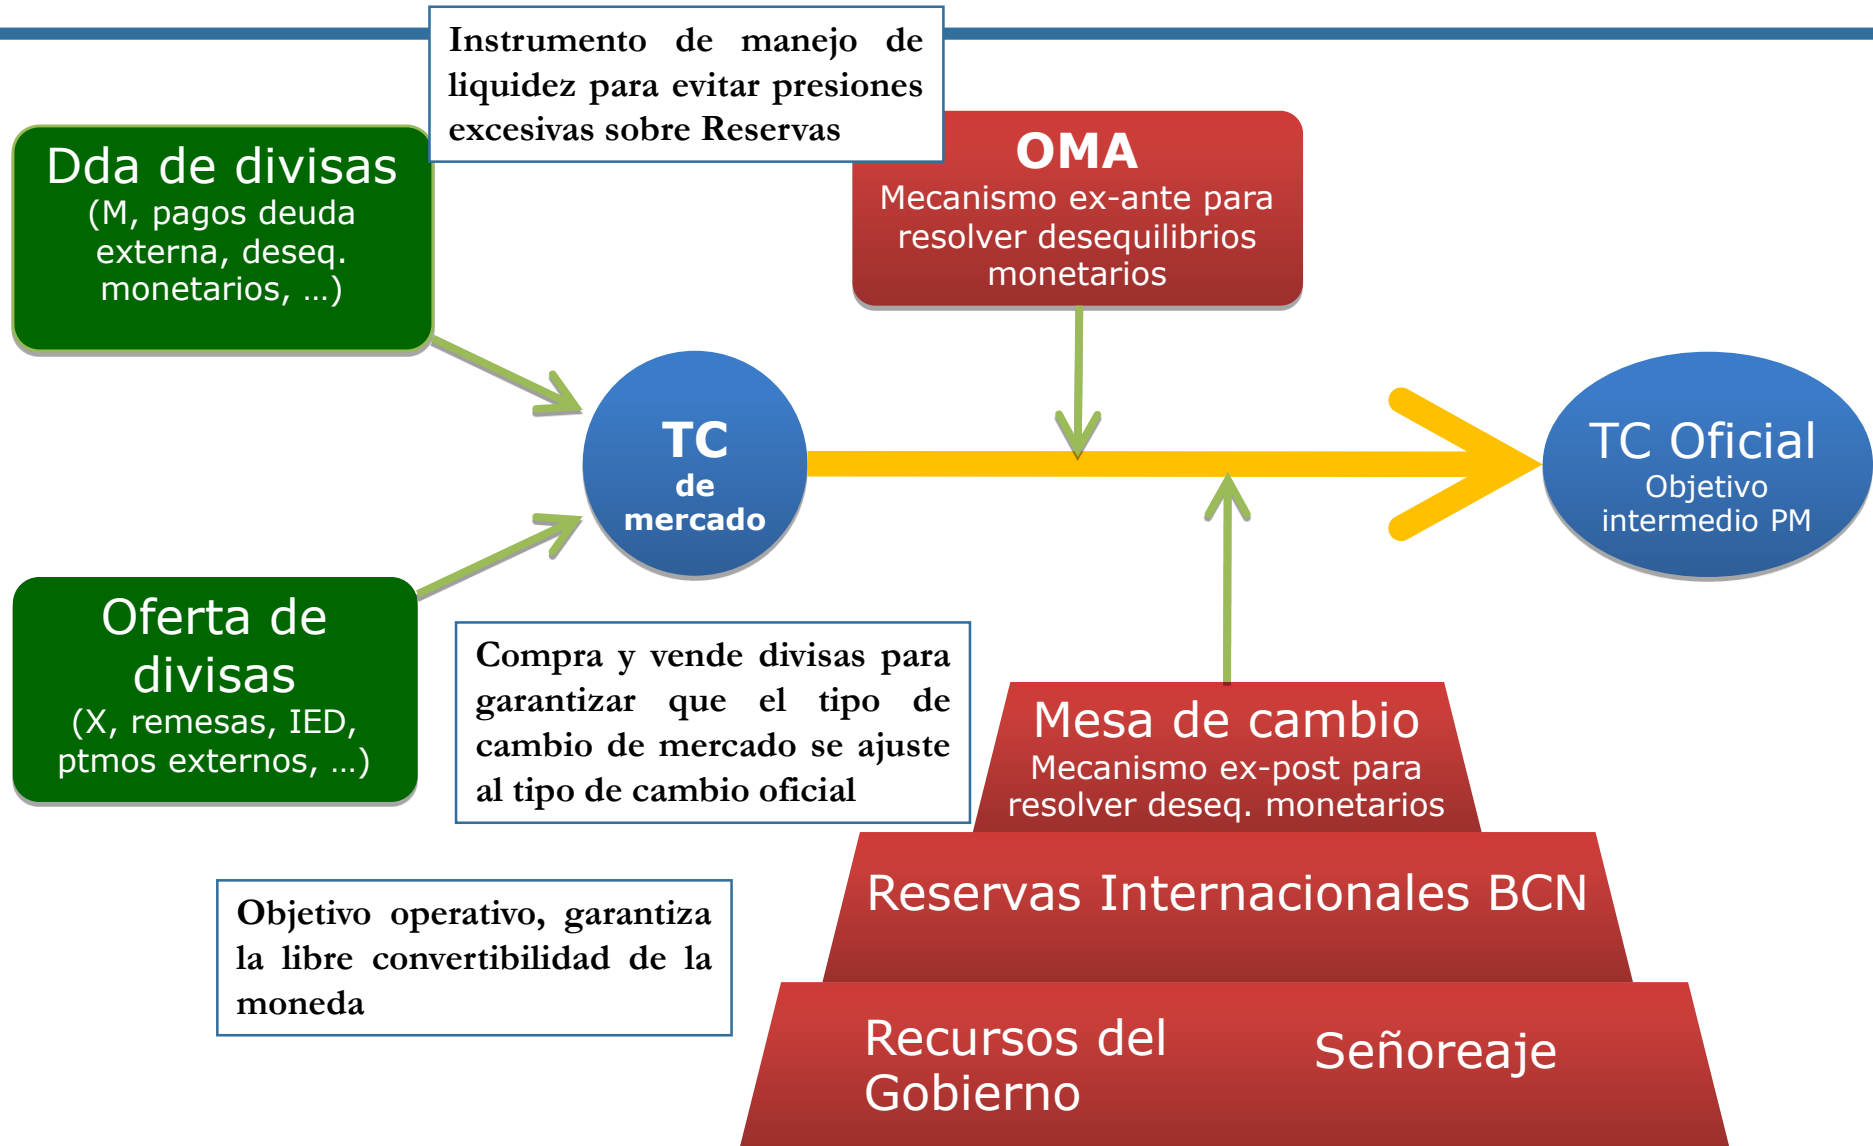 Instrumento de manejo de
liquidez para evitar presiones
excesivas sobre Reservas
Dda de divisas
(M, pagos deuda
externa, deseq.
monetarios, ...)
OMA
Mecanismo ex-ante para
resolver desequilibrios
monetarios
TC
de
mercado
TC Oficial
Objetivo
intermedio PM
Oferta de
divisas
(X, remesas, IED,
ptmos externos, ...)
Compra y vende divisas para
garantizar que el tipo de
cambio de mercado se ajuste
al tipo de cambio oficial
Mesa de cambio
Mecanismo ex-post para
resolver deseq. monetarios
Reservas Internacionales BCN
Objetivo operativo, garantiza
la libre convertibilidad de la
moneda
Recursos del
Gobierno
Señoreaje